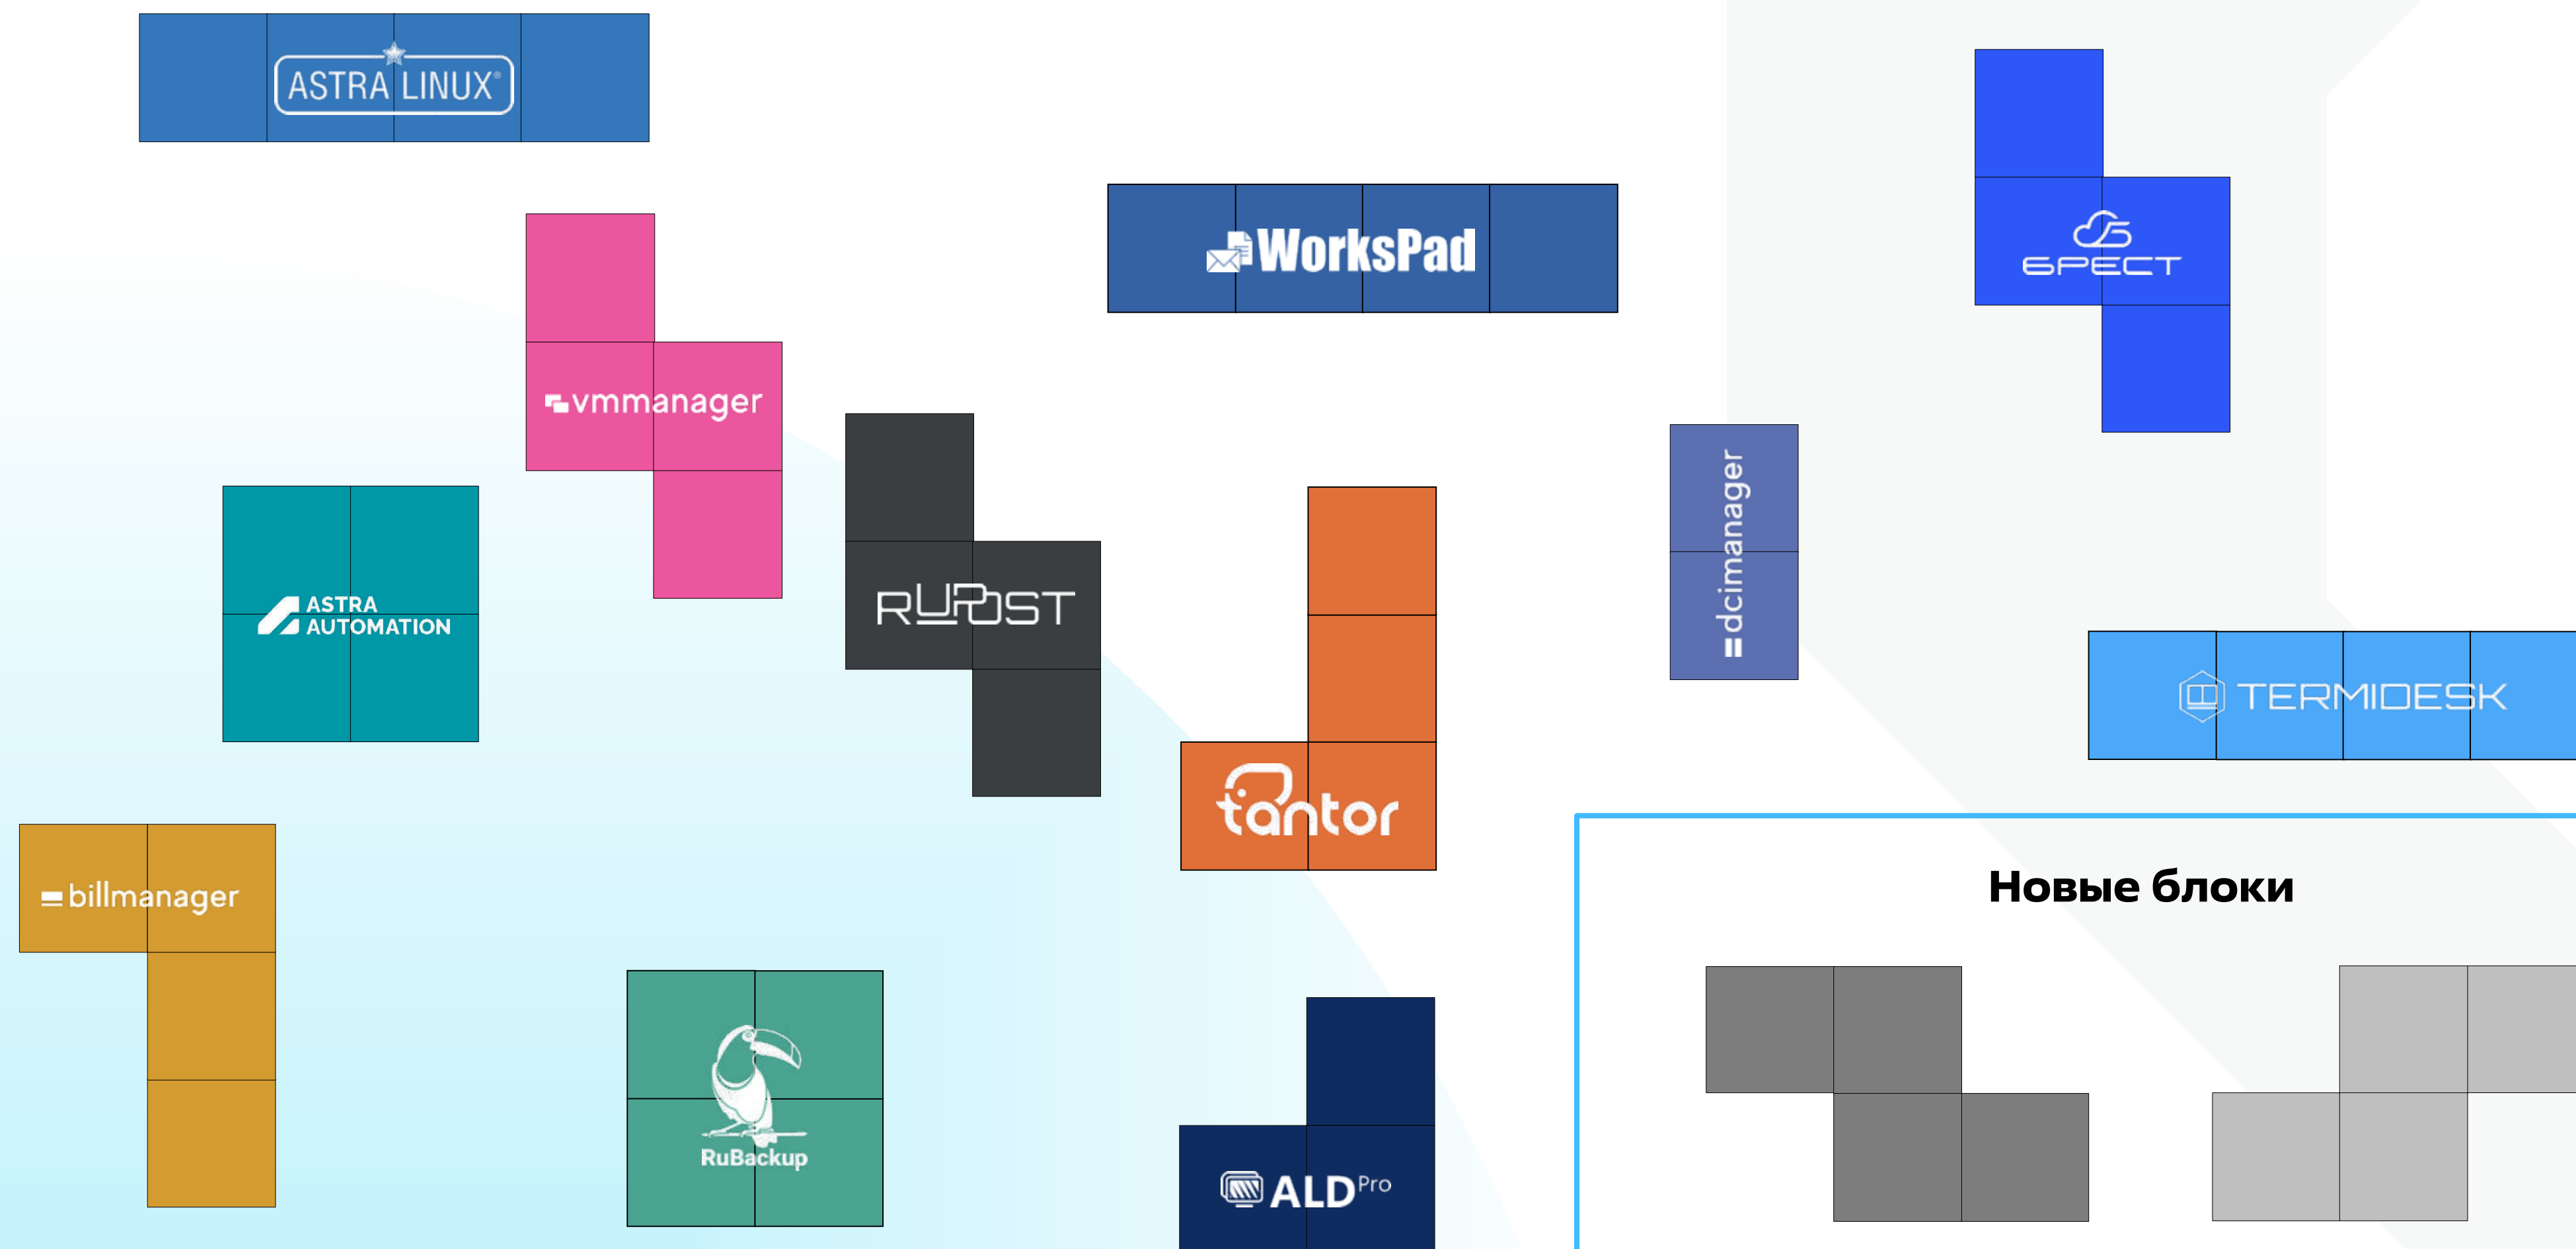 ASTRA LINUX®
WorksPad
БРЕСТ
vmmanager
dcimanager
ASTRA
AUTOMATION
RUPOST
TERMIDESK
tantor
billmanager
Новые блоки
RuBackup
ALD Pro